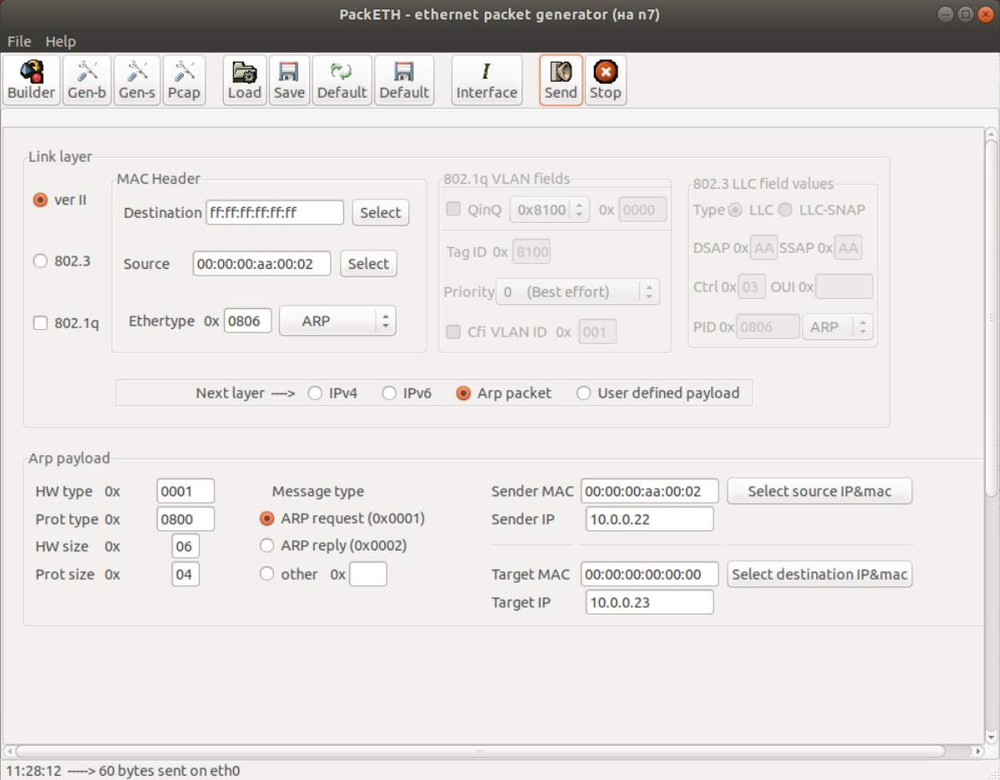 PackETH - ethernet packet generator (на n7)
File Help
Builder Gen-b Gen-s Pcap Load Save Default Default Interface Send Stop
Link layer
ver II
802.3
802.1q
MAC Header
Destination ff:ff:ff:ff:ff:ff Select
Source 00:00:00:aa:00:02 Select
Ethertype 0x 0806 ARP
802.1q VLAN fields
QinQ 0x8100 0x 0000
Tag ID 0x 8100
Priority 0 (Best effort)
Cfi VLAN ID 0x 001
802.3 LLC field values
Type LLC LLC-SNAP
DSAP 0x AA SSAP 0x AA
Ctrl 0x 03 OUI 0x
PID 0x 0806 ARP
Next layer ----> IPv4 IPv6 Arp packet User defined payload
Arp payload
HW type 0x 0001
Prot type 0x 0800
HW size 0x 06
Prot size 0x 04
Message type
ARP request (0x0001)
ARP reply (0x0002)
other 0x
Sender MAC 00:00:00:aa:00:02 Select source IP&mac
Sender IP 10.0.0.22
Target MAC 00:00:00:00:00:00 Select destination IP&mac
Target IP 10.0.0.23
11:28:12 -----> 60 bytes sent on eth0